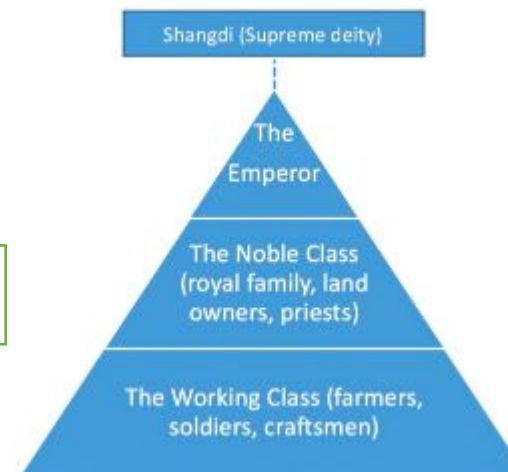 Shangdi (Supreme deity)
The
Emperor
The Noble Class
(royal family, land
owners, priests)
The Working Class (farmers,
soldiers, craftsmen)